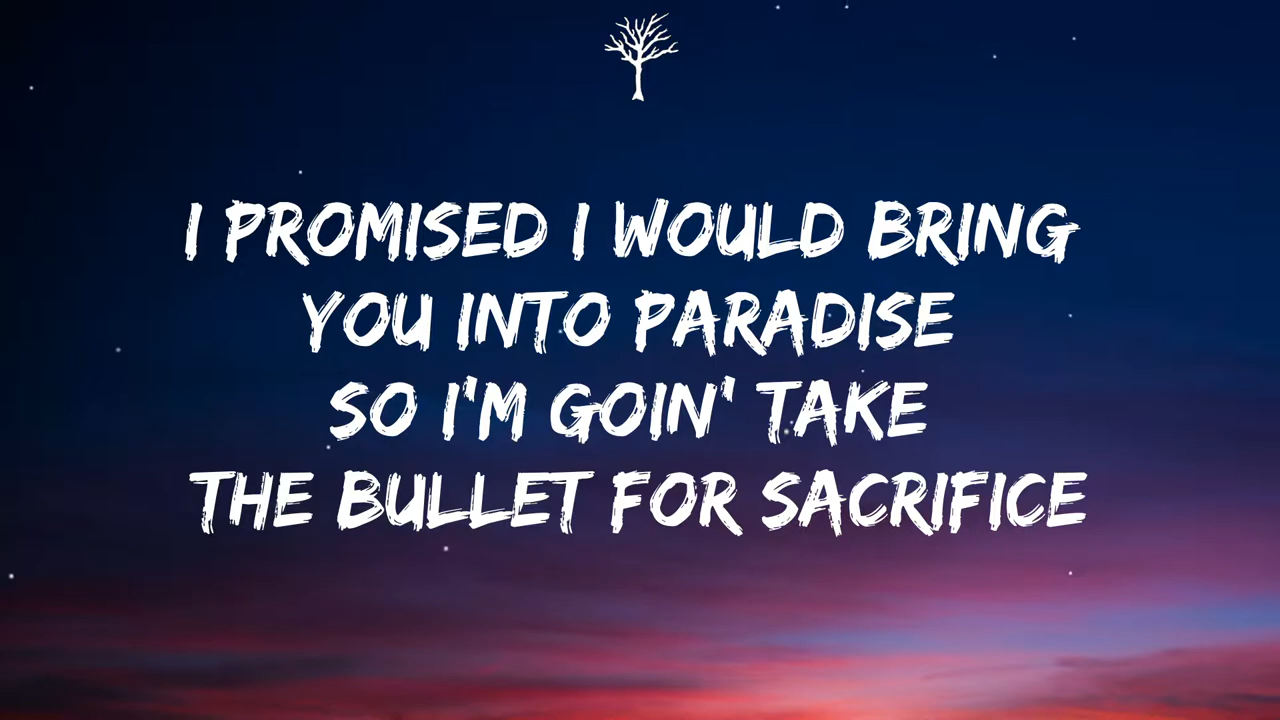 I PROMISED I WOULD BRING
YOU INTO PARADISE
SO I'M GOIN' TAKE
THE BULLET FOR SACRIFICE